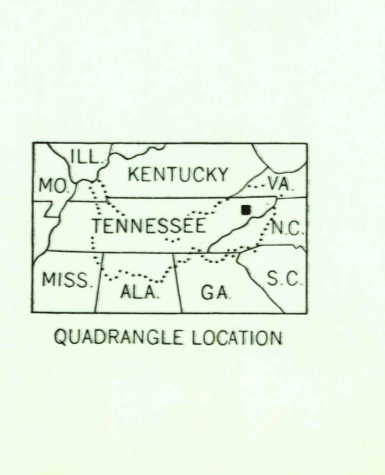 ILL.
KENTUCKY
MO.
VA.
TENNESSEE
N.C.
MISS.
ALA.
GA.
S.C.
QUADRANGLE LOCATION